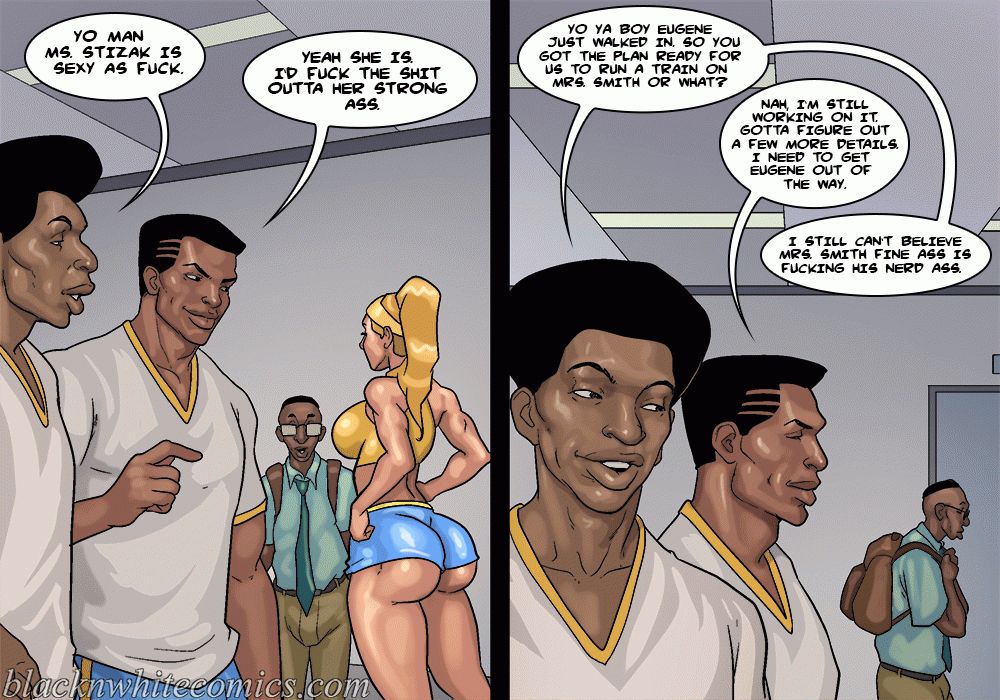 YO MAN
MS. STIZAK IS
SEXY AS FUCK.
YEAH SHE IS.
I'D FUCK THE SHIT
OUTTA HER STRONG
ASS.
YO YA BOY EUGENE
JUST WALKED IN. SO YOU
GOT THE PLAN READY FOR
US TO RUN A TRAIN ON
MRS. SMITH OR WHAT?
NAH, I'M STILL
WORKING ON IT.
GOTTA FIGURE OUT
A FEW MORE DETAILS.
I NEED TO GET
EUGENE OUT OF
THE WAY.
I STILL CAN'T BELIEVE
MRS. SMITH FINE ASS IS
FUCKING HIS NERD ASS.
blacknwhitecomics.com